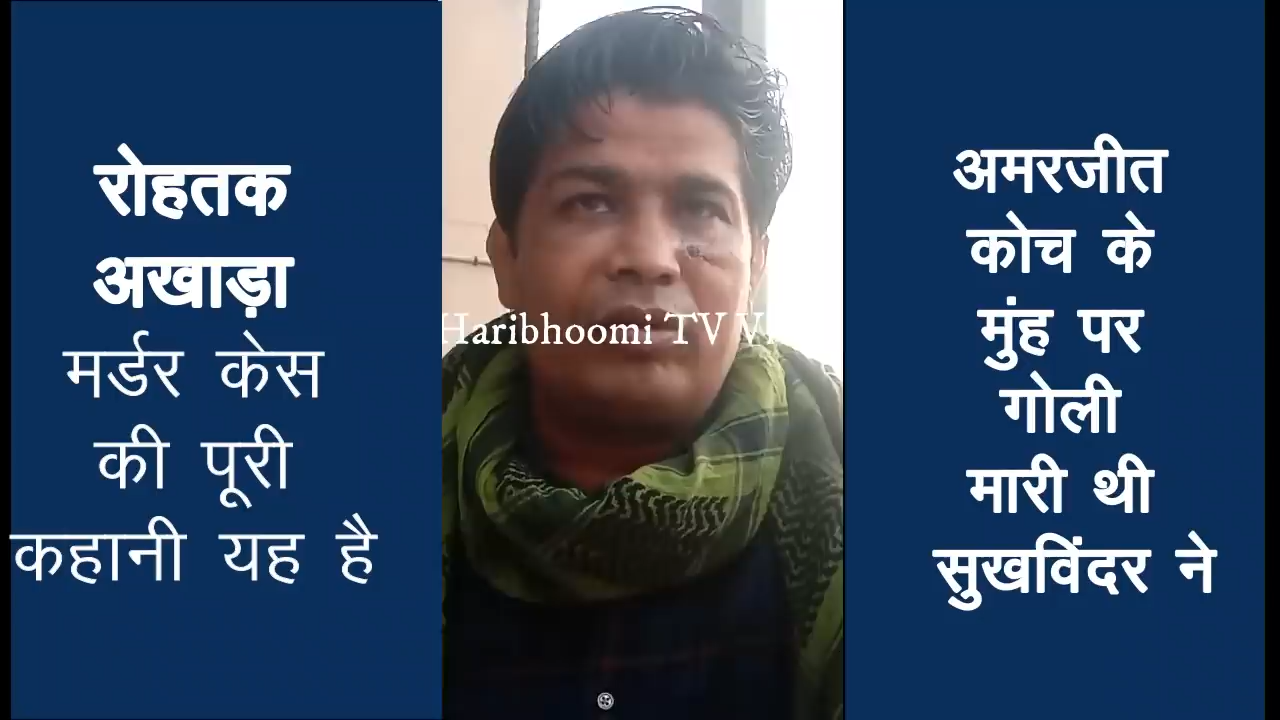 रोहतक
अखाड़ा
मर्डर केस
की पूरी
कहानी यह है
Haribhoomi TV
अमरजीत
कोच के
मुंह पर
गोली
मारी थी
सुखविंदर ने